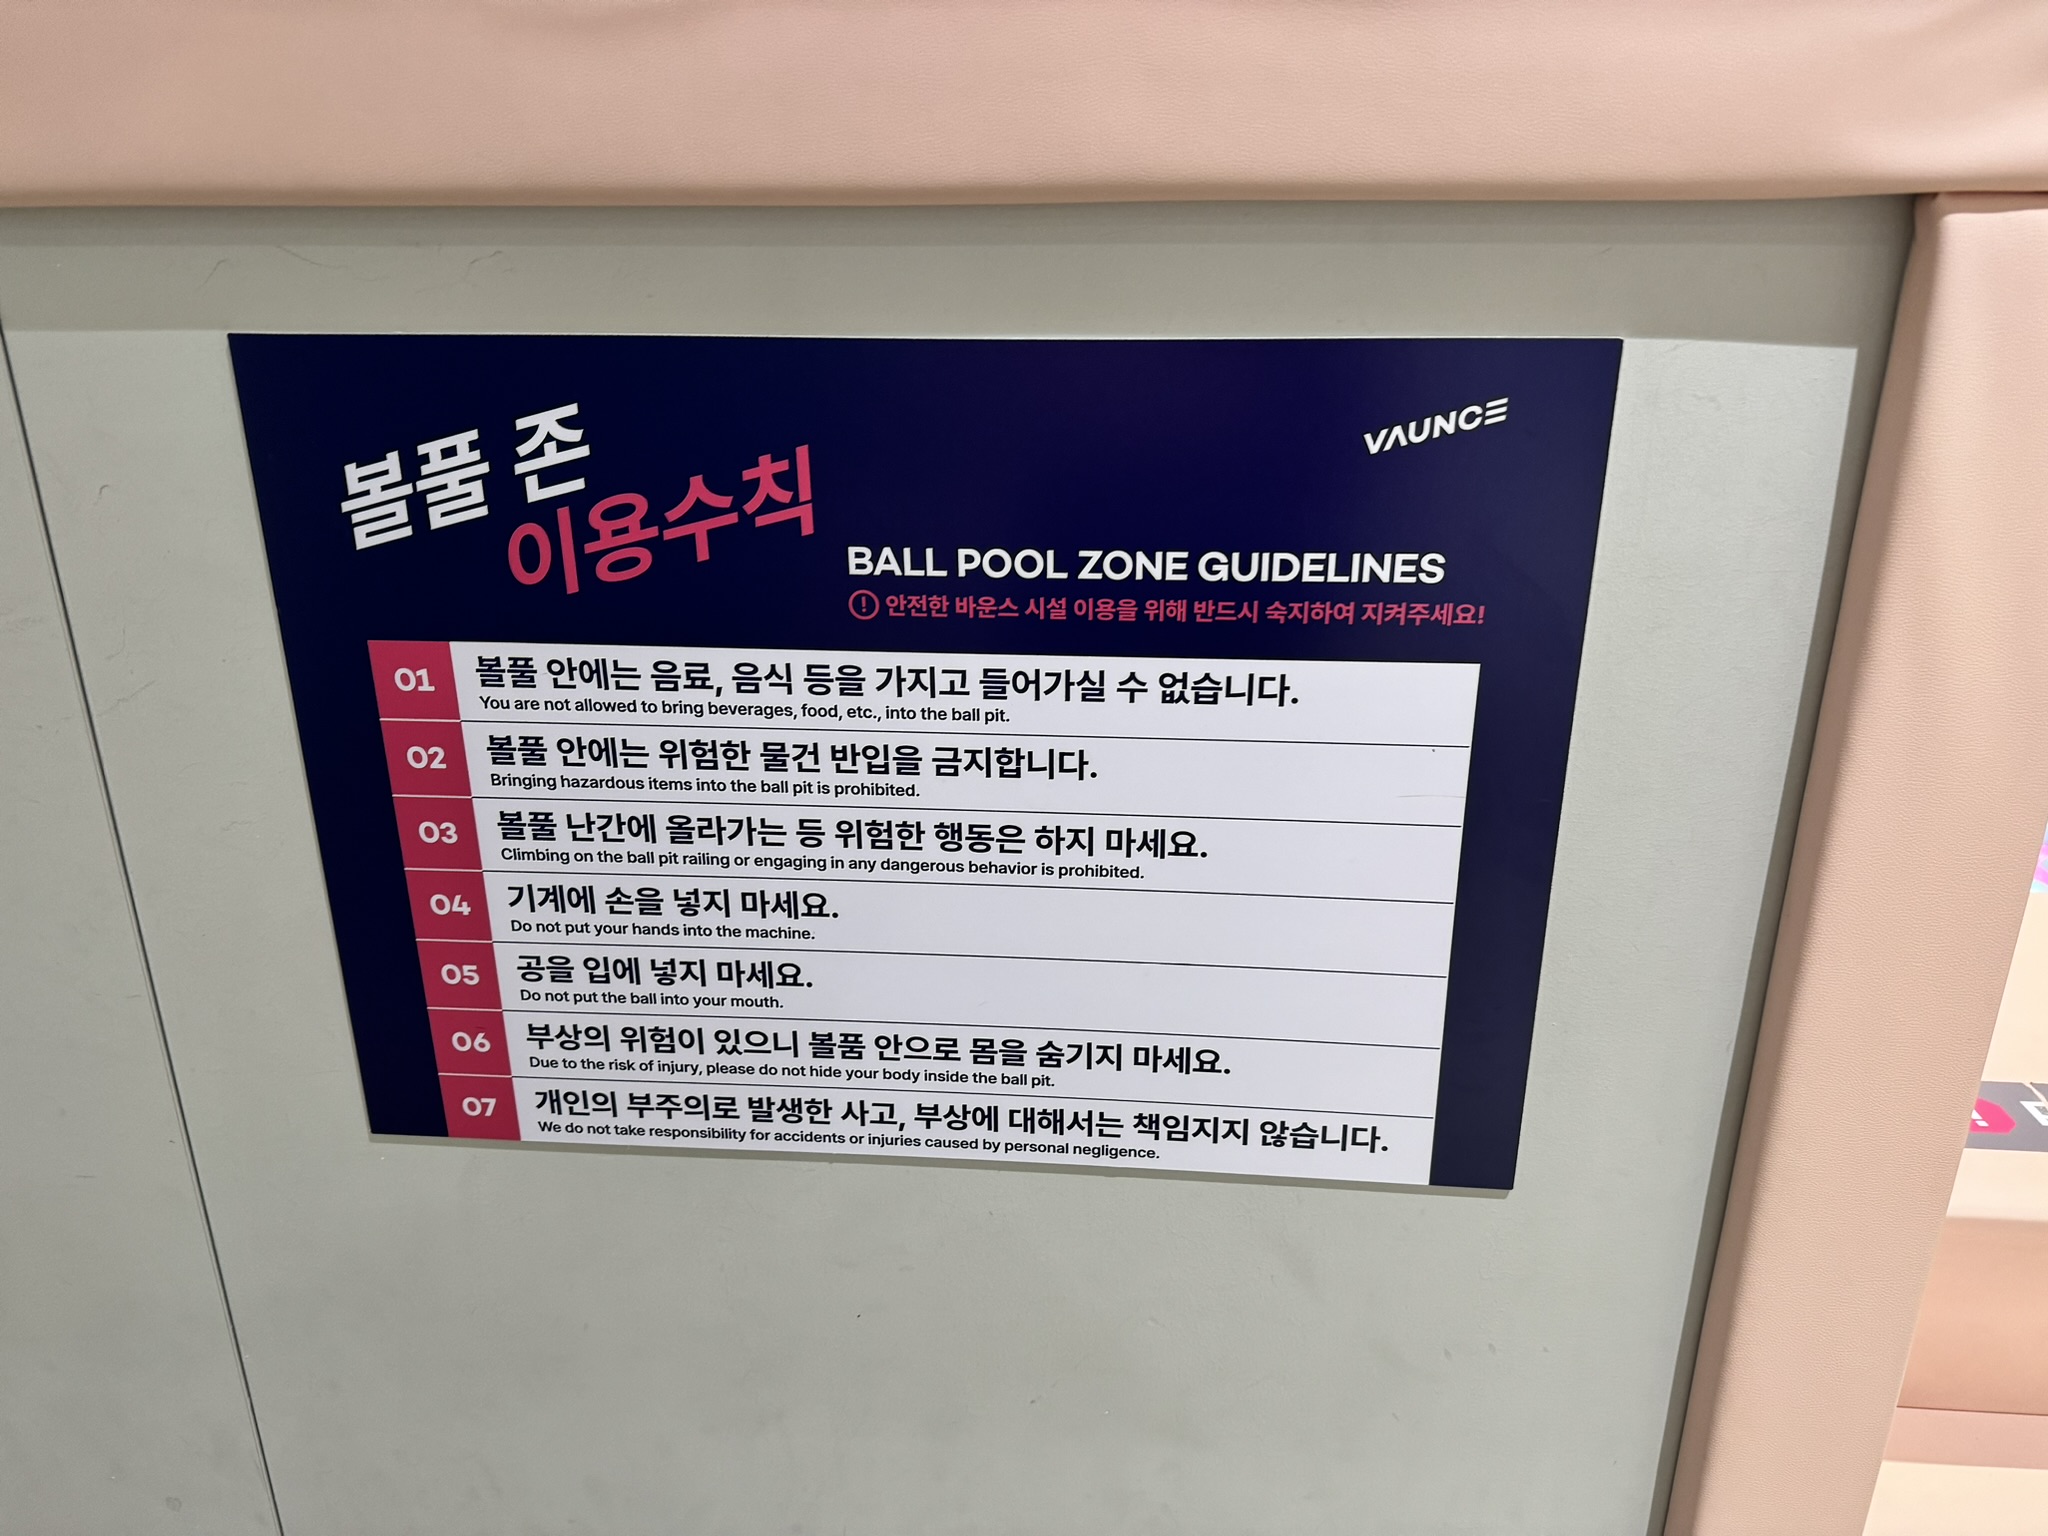 볼풀 존
이용수칙
VAUNCE
BALL POOL ZONE GUIDELINES
안전한 바운스 시설 이용을 위해 반드시 숙지하여 지켜주세요!
01
볼풀 안에는 음료, 음식 등을 가지고 들어가실 수 없습니다.
You are not allowed to bring beverages, food, etc., into the ball pit.
02
볼풀 안에는 위험한 물건 반입을 금지합니다.
Bringing hazardous items into the ball pit is prohibited.
03
볼풀 난간에 올라가는 등 위험한 행동은 하지 마세요.
Climbing on the ball pit railing or engaging in any dangerous behavior is prohibited.
04
기계에 손을 넣지 마세요.
Do not put your hands into the machine.
05
공을 입에 넣지 마세요.
Do not put the ball into your mouth.
06
부상의 위험이 있으니 볼품 안으로 몸을 숨기지 마세요.
Due to the risk of injury, please do not hide your body inside the ball pit.
07
개인의 부주의로 발생한 사고, 부상에 대해서는 책임지지 않습니다.
We do not take responsibility for accidents or injuries caused by personal negligence.